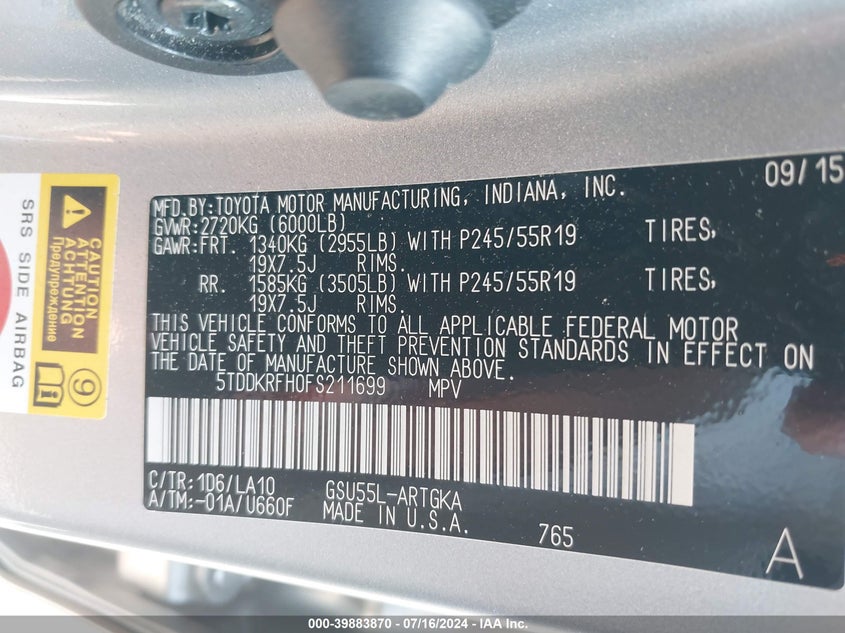 SRS SIDE AIRBAG
CAUTION
ATTENTION
ACHTUNG
Предупреждение
9
09/15
MFD.BY:TOYOTA MOTOR MANUFACTURING, INDIANA, INC.
GVWR:2720KG (6000LB)
GAWR:FRT. 1340KG (2955LB) WITH P245/55R19 TIRES,
19X7.5J RIMS.
RR. 1585KG (3505LB) WITH P245/55R19 TIRES,
19X7.5J RIMS.
THIS VEHICLE CONFORMS TO ALL APPLICABLE FEDERAL MOTOR
VEHICLE SAFETY AND THEFT PREVENTION STANDARDS IN EFFECT ON
THE DATE OF MANUFACTURE SHOWN ABOVE.
5TDDKRFH0FS211699 MPV
C/TR:1D6/LA10 GSU55L-ARTGKA
A/TM:-01A/U660F MADE IN U.S.A.
765
A
000-39883870 - 07/16/2024 - IAA Inc.